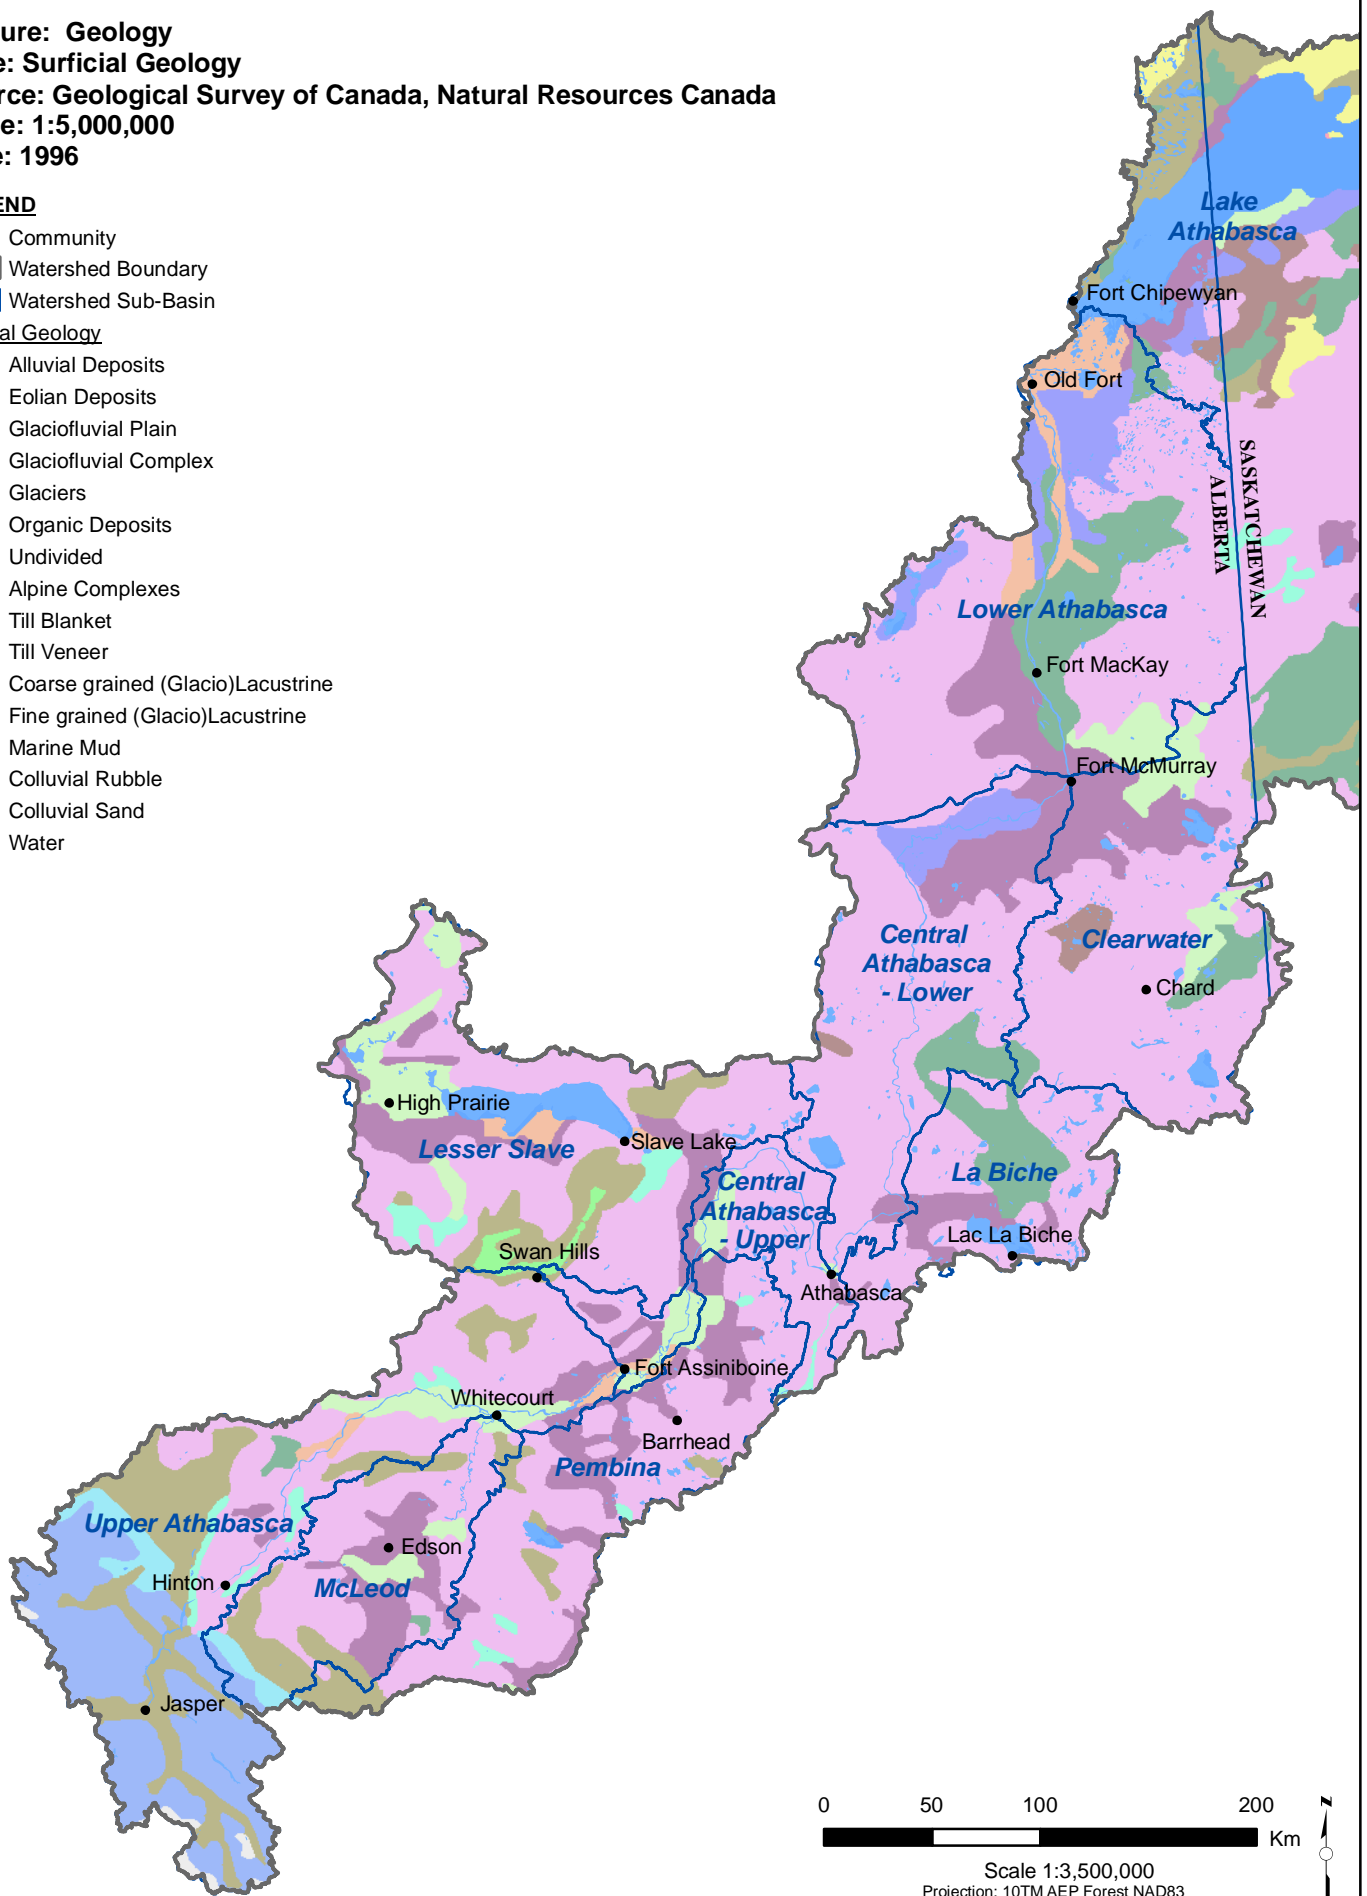 ure: Geology
e: Surficial Geology
rce: Geological Survey of Canada, Natural Resources Canada
e: 1:5,000,000
e: 1996
END
Community
Watershed Boundary
Watershed Sub-Basin
al Geology
Alluvial Deposits
Eolian Deposits
Glaciofluvial Plain
Glaciofluvial Complex
Glaciers
Organic Deposits
Undivided
Alpine Complexes
Till Blanket
Till Veneer
Coarse grained (Glacio)Lacustrine
Fine grained (Glacio)Lacustrine
Marine Mud
Colluvial Rubble
Colluvial Sand
Water
Lake
Athabasca
Fort Chipewyan
Old Fort
SASKATCHEWAN
ALBERTA
Lower Athabasca
Fort MacKay
Fort McMurray
Central
Athabasca
- Lower
Clearwater
Chard
High Prairie
Lesser Slave
Slave Lake
Central
Athabasca
- Upper
La Biche
Lac La Biche
Swan Hills
Athabasca
Fort Assiniboine
Whitecourt
Barrhead
Pembina
Upper Athabasca
Edson
Hinton
McLeod
Jasper
0 50 100 200
Km
Scale 1:3,500,000
Projection: 10TM AEP Forest NAD83
N